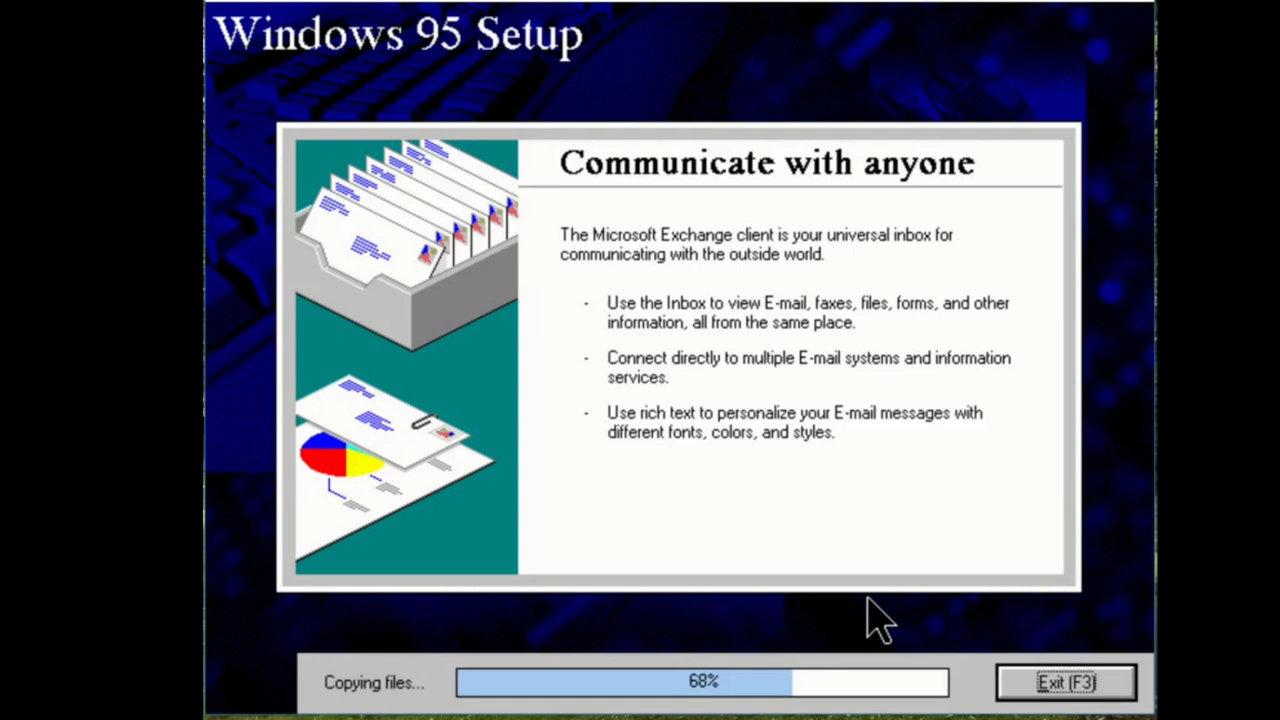 Windows 95 Setup
Communicate with anyone
The Microsoft Exchange client is your universal inbox for
communicating with the outside world.
- Use the Inbox to view E-mail, faxes, files, forms, and other
information, all from the same place.
- Connect directly to multiple E-mail systems and information
services.
- Use rich text to personalize your E-mail messages with
different fonts, colors, and styles.
Copying files...
68%
Exit (F3)